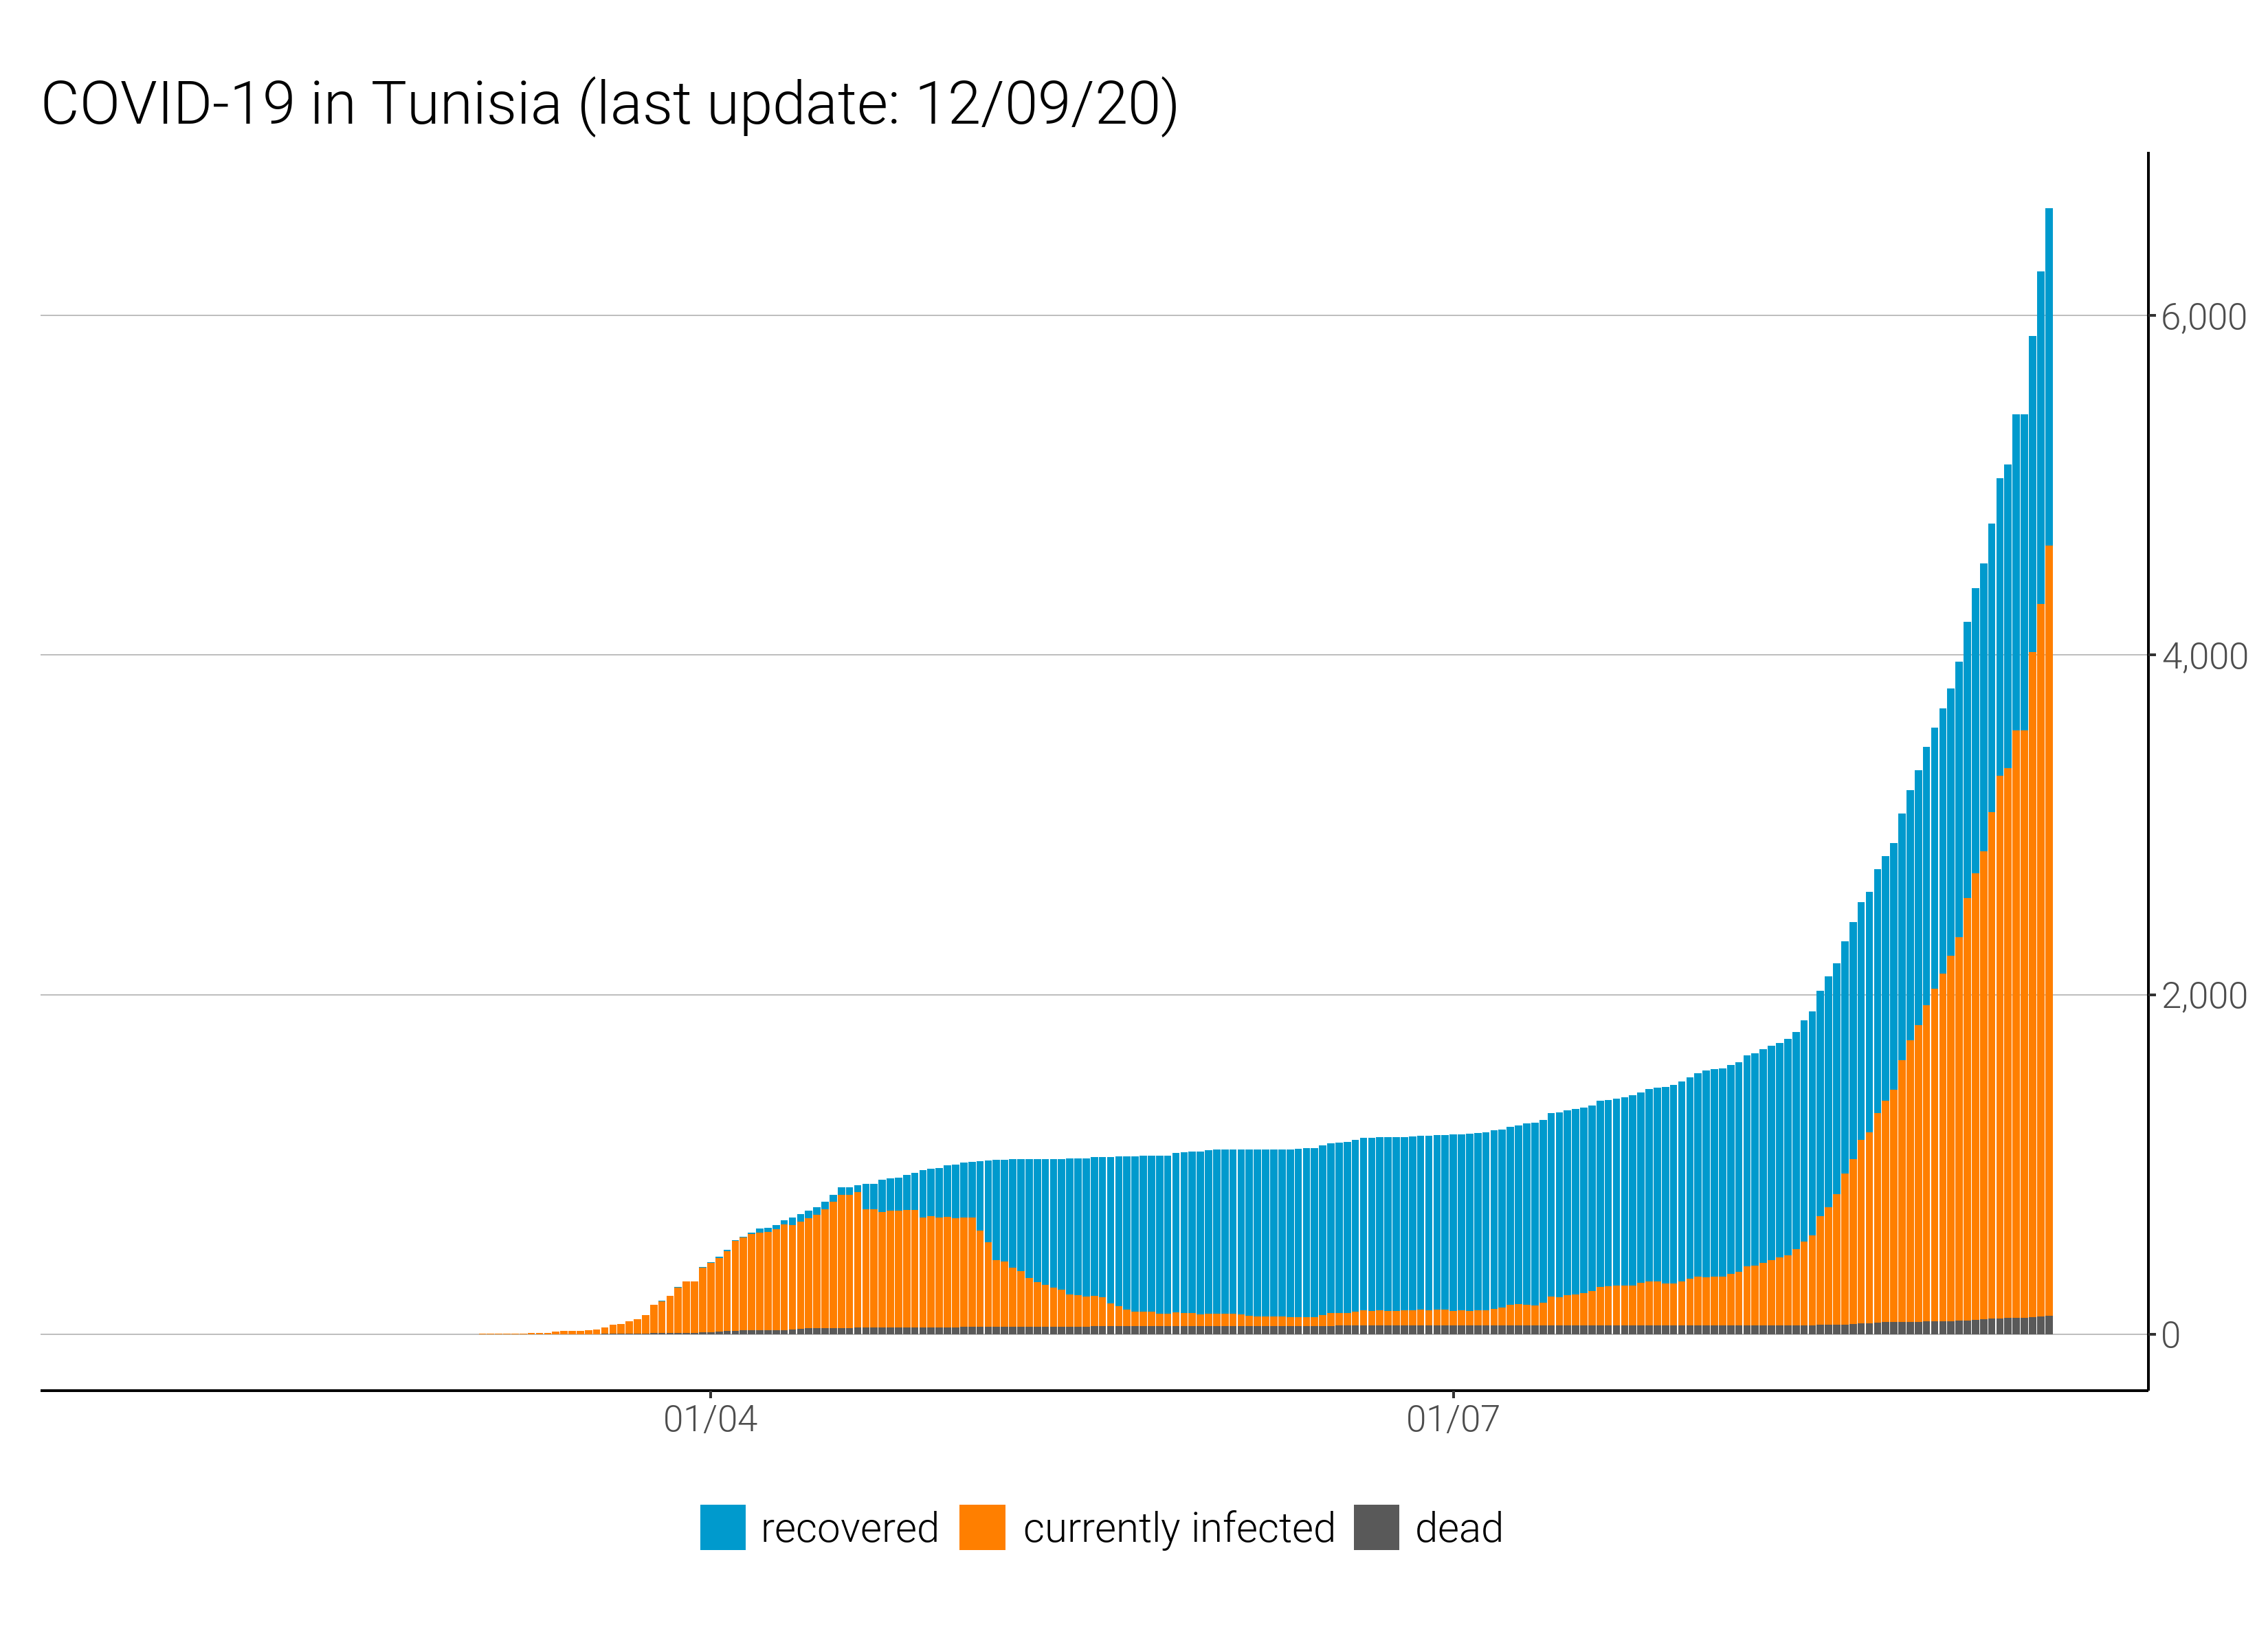 COVID-19 in Tunisia (last update: 12/09/20)
6,000
4,000
2,000
0
01/04 01/07
recovered currently infected dead